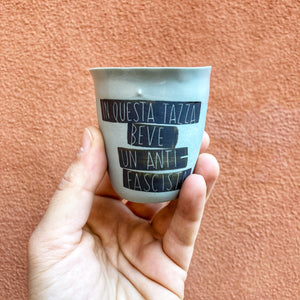 IN QUESTA TAZZA
BEVE
UN ANTI-
FASCISTA